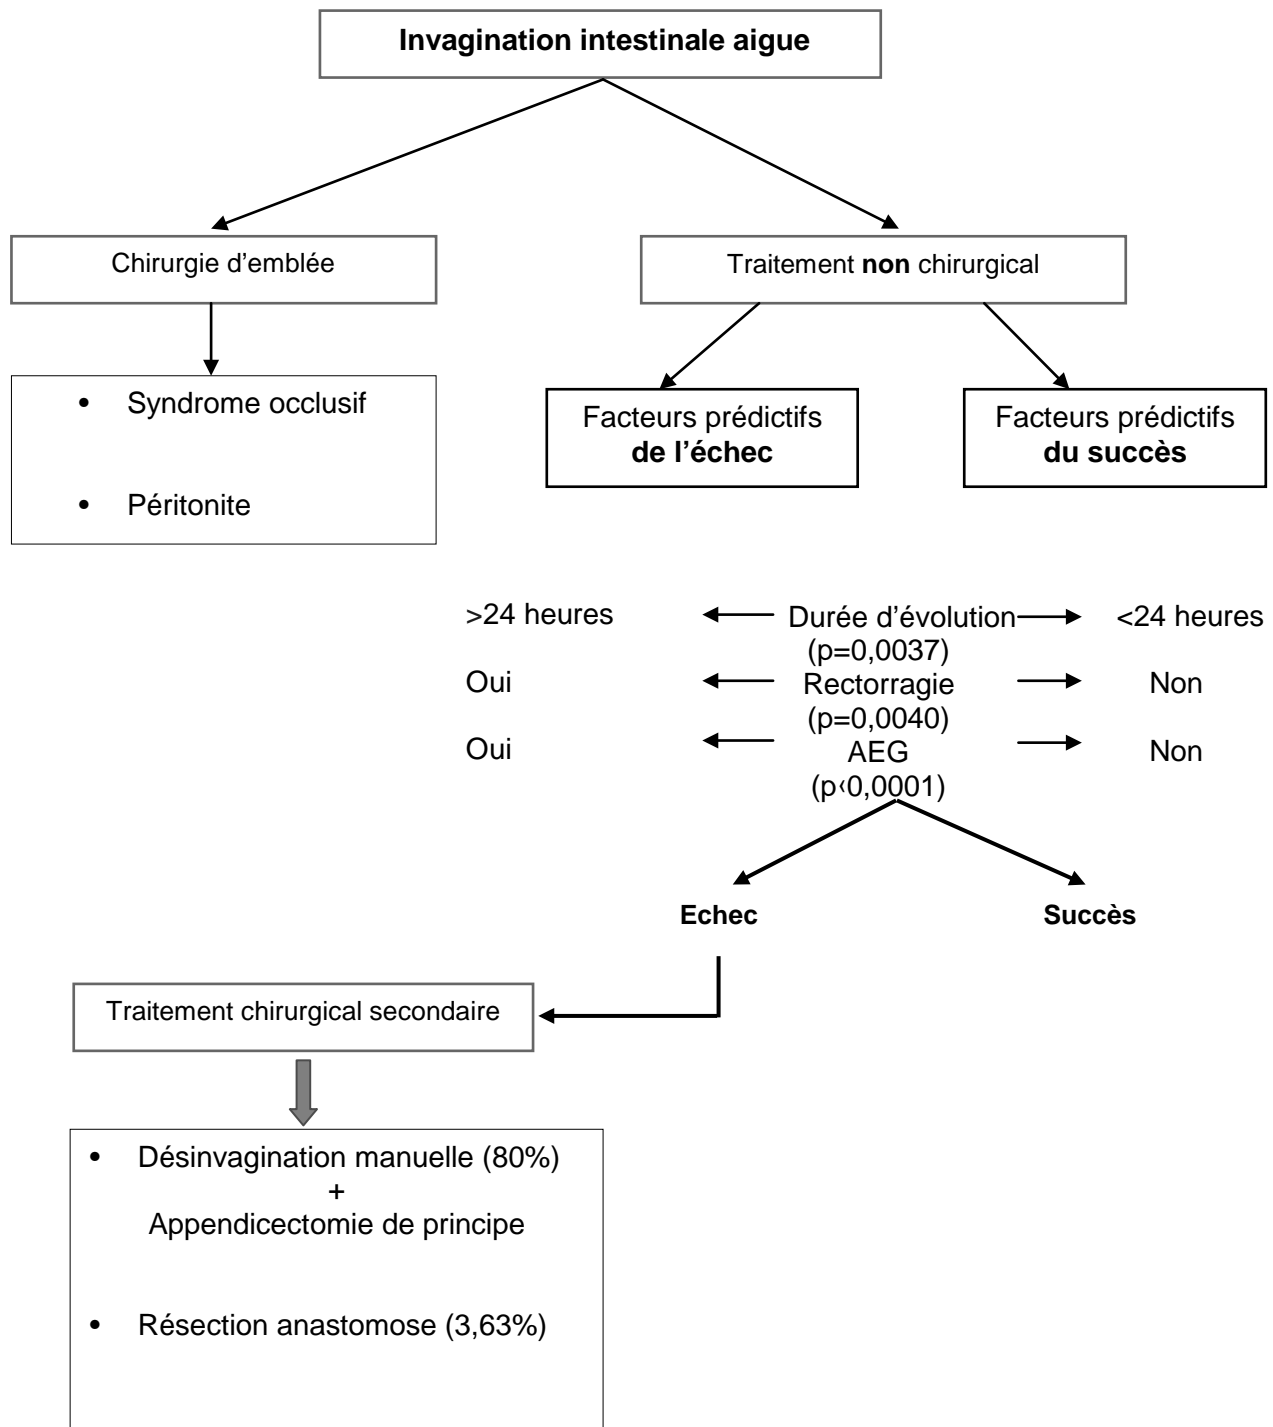 Invagination intestinale aigue
Chirurgie d’emblée
Traitement non chirurgical
• Syndrome occlusif
• Péritonite
Facteurs prédictifs
de l’échec
Facteurs prédictifs
du succès
>24 heures Durée d’évolution <24 heures
(p=0,0037)
Oui Rectorragie Non
(p=0,0040)
Oui AEG Non
(p‹0,0001)
Echec Succès
Traitement chirurgical secondaire
• Désinvagination manuelle (80%)
+
Appendicectomie de principe
• Résection anastomose (3,63%)